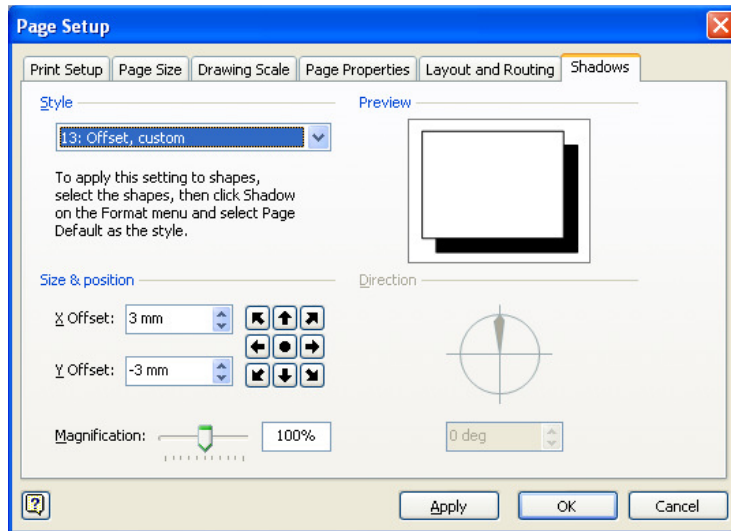 Page Setup
Print Setup Page Size Drawing Scale Page Properties Layout and Routing Shadows
Style
13: Offset, custom
To apply this setting to shapes,
select the shapes, then click Shadow
on the Format menu and select Page
Default as the style.
Preview
Size & position
X Offset: 3 mm
Y Offset: -3 mm
Magnification: 100%
Direction
0 deg
?
Apply OK Cancel